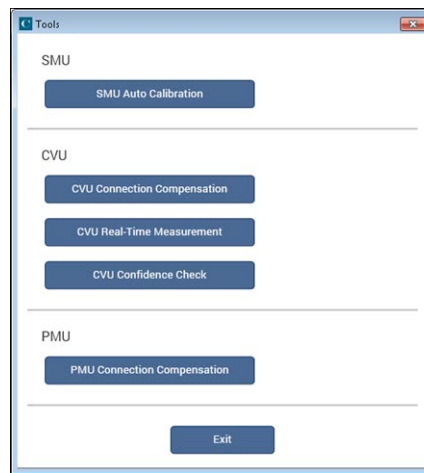 Tools
SMU
SMU Auto Calibration
CVU
CVU Connection Compensation
CVU Real-Time Measurement
CVU Confidence Check
PMU
PMU Connection Compensation
Exit